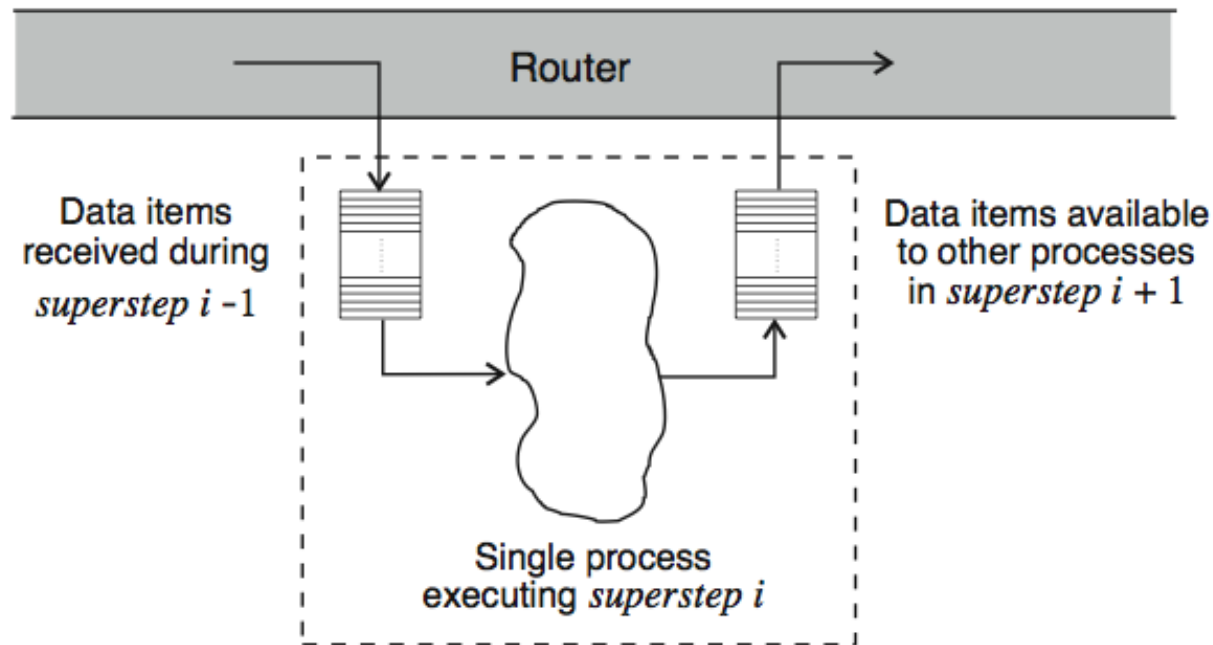 Router
Data items
received during
superstep i -1
Data items available
to other processes
in superstep i + 1
Single process
executing superstep i